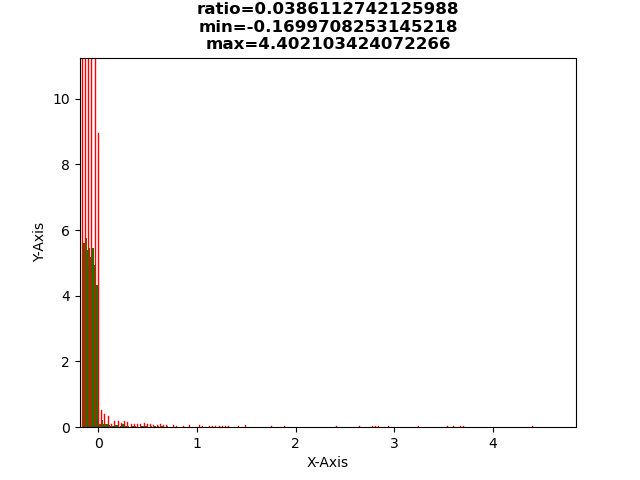 ratio=0.0386112742125988
min=-0.1699708253145218
max=4.402103424072266
10
8
6
4
2
0
Y-Axis
0 1 2 3 4
X-Axis